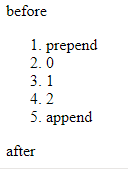 before
1. prepend
2. 0
3. 1
4. 2
5. append
after